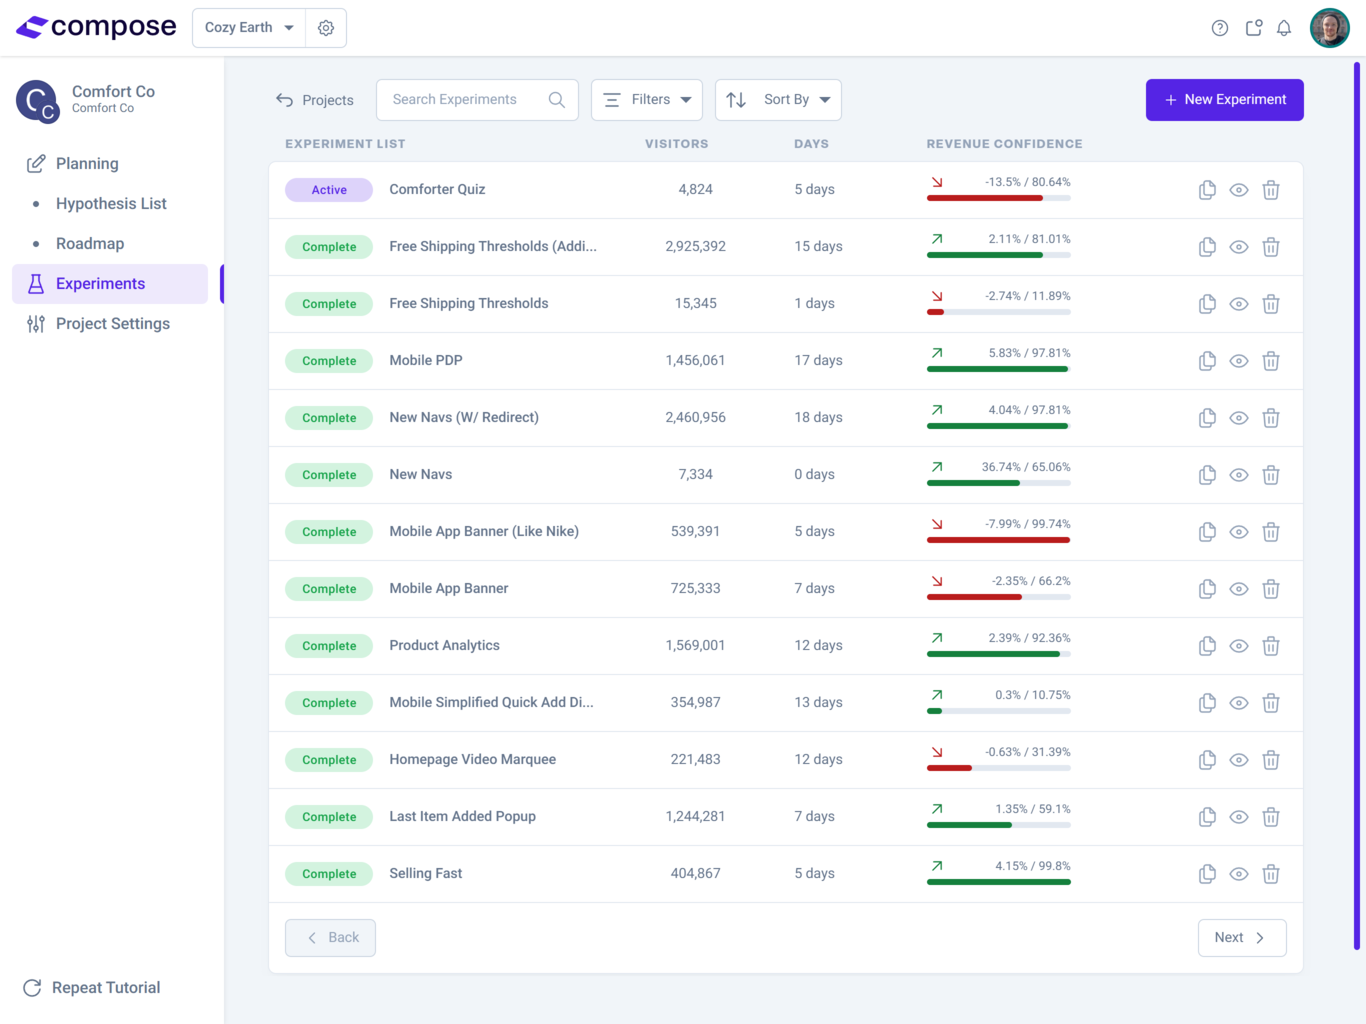 compose
Cozy Earth
CC
Comfort Co
Comfort Co
Planning
Hypothesis List
Roadmap
Experiments
Project Settings
Repeat Tutorial
Projects
Search Experiments
Filters
Sort By
+ New Experiment
EXPERIMENT LIST VISITORS DAYS REVENUE CONFIDENCE
Active Comforter Quiz 4,824 5 days -13.5% / 80.64%
Complete Free Shipping Thresholds (Addi... 2,925,392 15 days 2.11% / 81.01%
Complete Free Shipping Thresholds 15,345 1 days -2.74% / 11.89%
Complete Mobile PDP 1,456,061 17 days 5.83% / 97.81%
Complete New Navs (W/ Redirect) 2,460,956 18 days 4.04% / 97.81%
Complete New Navs 7,334 0 days 36.74% / 65.06%
Complete Mobile App Banner (Like Nike) 539,391 5 days -7.99% / 99.74%
Complete Mobile App Banner 725,333 7 days -2.35% / 66.2%
Complete Product Analytics 1,569,001 12 days 2.39% / 92.36%
Complete Mobile Simplified Quick Add Di... 354,987 13 days 0.3% / 10.75%
Complete Homepage Video Marquee 221,483 12 days -0.63% / 31.39%
Complete Last Item Added Popup 1,244,281 7 days 1.35% / 59.1%
Complete Selling Fast 404,867 5 days 4.15% / 99.8%
Back
Next